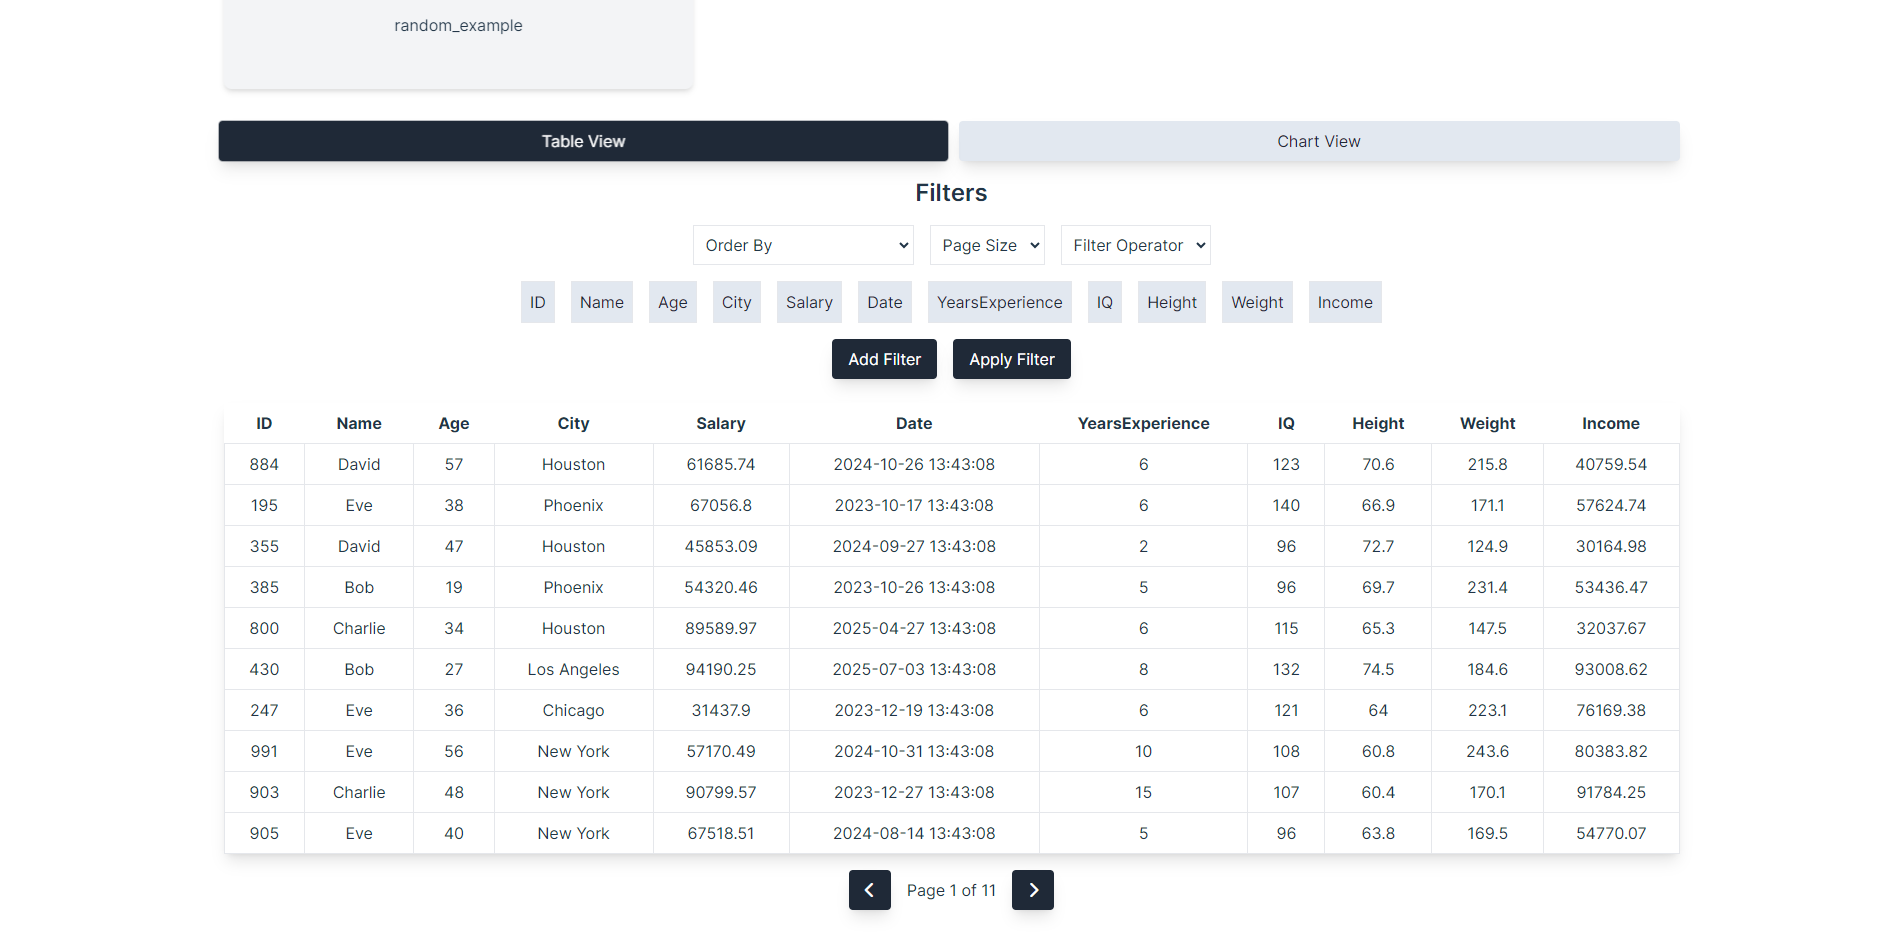 random_example
Table View Chart View
Filters
Order By Page Size Filter Operator
ID Name Age City Salary Date YearsExperience IQ Height Weight Income
Add Filter Apply Filter
ID Name Age City Salary Date YearsExperience IQ Height Weight Income
884 David 57 Houston 61685.74 2024-10-26 13:43:08 6 123 70.6 215.8 40759.54
195 Eve 38 Phoenix 67056.8 2023-10-17 13:43:08 6 140 66.9 171.1 57624.74
355 David 47 Houston 45853.09 2024-09-27 13:43:08 2 96 72.7 124.9 30164.98
385 Bob 19 Phoenix 54320.46 2023-10-26 13:43:08 5 96 69.7 231.4 53436.47
800 Charlie 34 Houston 89589.97 2025-04-27 13:43:08 6 115 65.3 147.5 32037.67
430 Bob 27 Los Angeles 94190.25 2025-07-03 13:43:08 8 132 74.5 184.6 93008.62
247 Eve 36 Chicago 31437.9 2023-12-19 13:43:08 6 121 64 223.1 76169.38
991 Eve 56 New York 57170.49 2024-10-31 13:43:08 10 108 60.8 243.6 80383.82
903 Charlie 48 New York 90799.57 2023-12-27 13:43:08 15 107 60.4 170.1 91784.25
905 Eve 40 New York 67518.51 2024-08-14 13:43:08 5 96 63.8 169.5 54770.07
Page 1 of 11